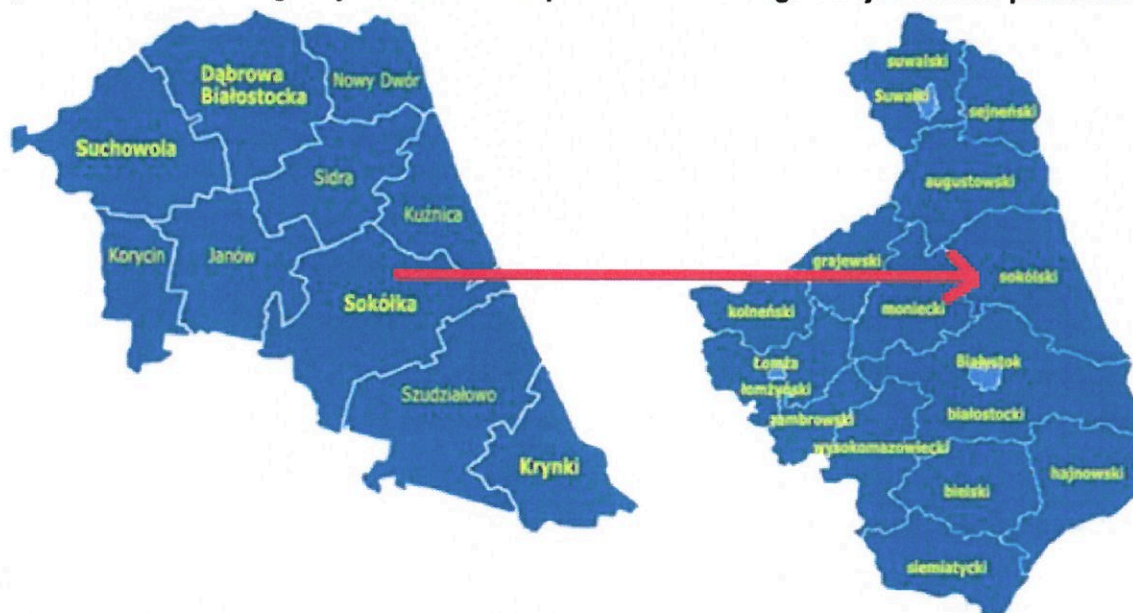 Dąbrowa
Białostocka
Nowy Dwór
Suchowola
Sidra
Kuźnica
Korycin
Janów
Sokółka
Szudziałowo
Krynki
suwalski
Suwałki
sejneński
augustowski
grajewski
sokólski
kolneński
moniecki
Łomża
Białystok
łomżyński
zambrowski
białostocki
wysokomazowiecki
hajnowski
bielski
siemiatycki